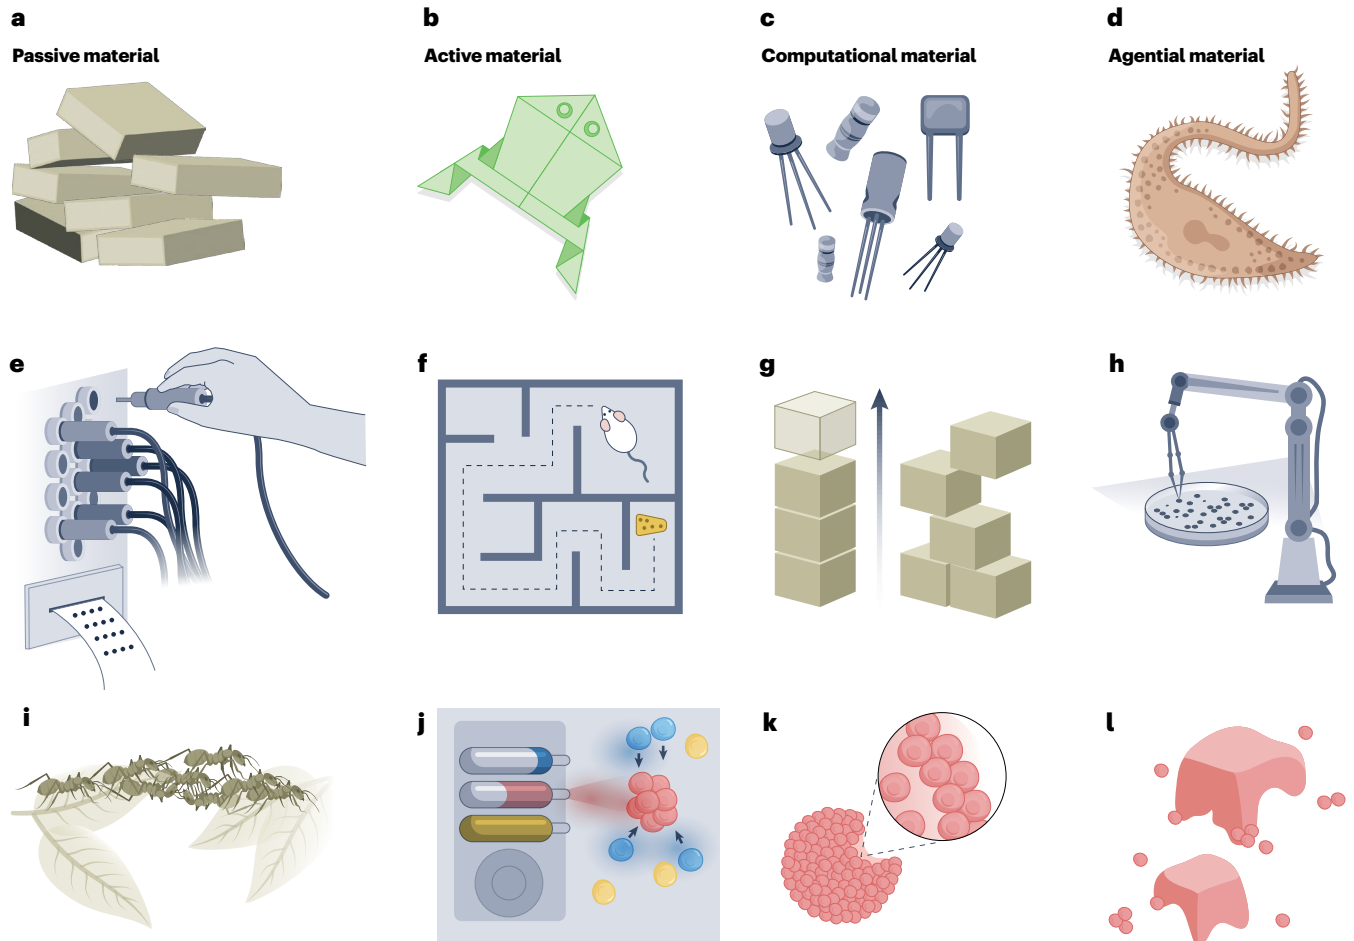 a
Passive material
b
Active material
c
Computational material
d
Agential material
e
f
g
h
i
j
k
l